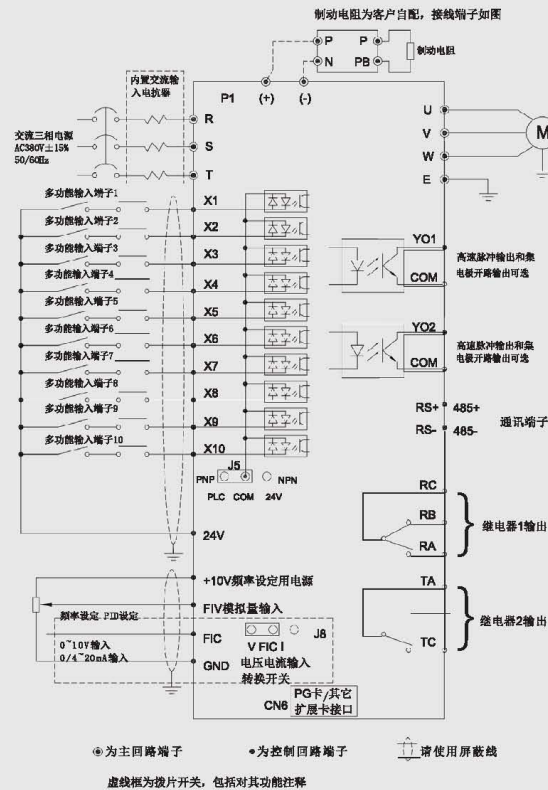 制动电阻为客户自配，接线端子如图
P P
N PB
制动电阻
内置交流输
入电抗器
P1 (+) (-)
交流三相电源
AC380V±15%
50/60Hz
R
S
T
U
V
W
E
M
多功能输入端子1
X1
多功能输入端子2
X2
多功能输入端子3
X3
多功能输入端子4
X4
多功能输入端子5
X5
多功能输入端子6
X6
多功能输入端子7
X7
多功能输入端子8
X8
多功能输入端子9
X9
多功能输入端子10
X10
YO1
COM
高速脉冲输出和集
电极开路输出可选
YO2
COM
高速脉冲输出和集
电极开路输出可选
RS+ 485+
RS- 485-
通讯端子
J5
PNP NPN
PLC COM 24V
24V
RC
RB
RA
继电器1输出
TA
TC
继电器2输出
+10V频率设定用电源
FIV模拟量输入
频率设定 PID设定
FIC
0~10V输入
0/4~20mA输入
GND
J6
V FIC I
电压电流输入
转换开关
CN6
PG卡/其它
扩展卡接口
为主回路端子
为控制回路端子
请使用屏蔽线
虚线框为拨片开关，包括对其功能注释